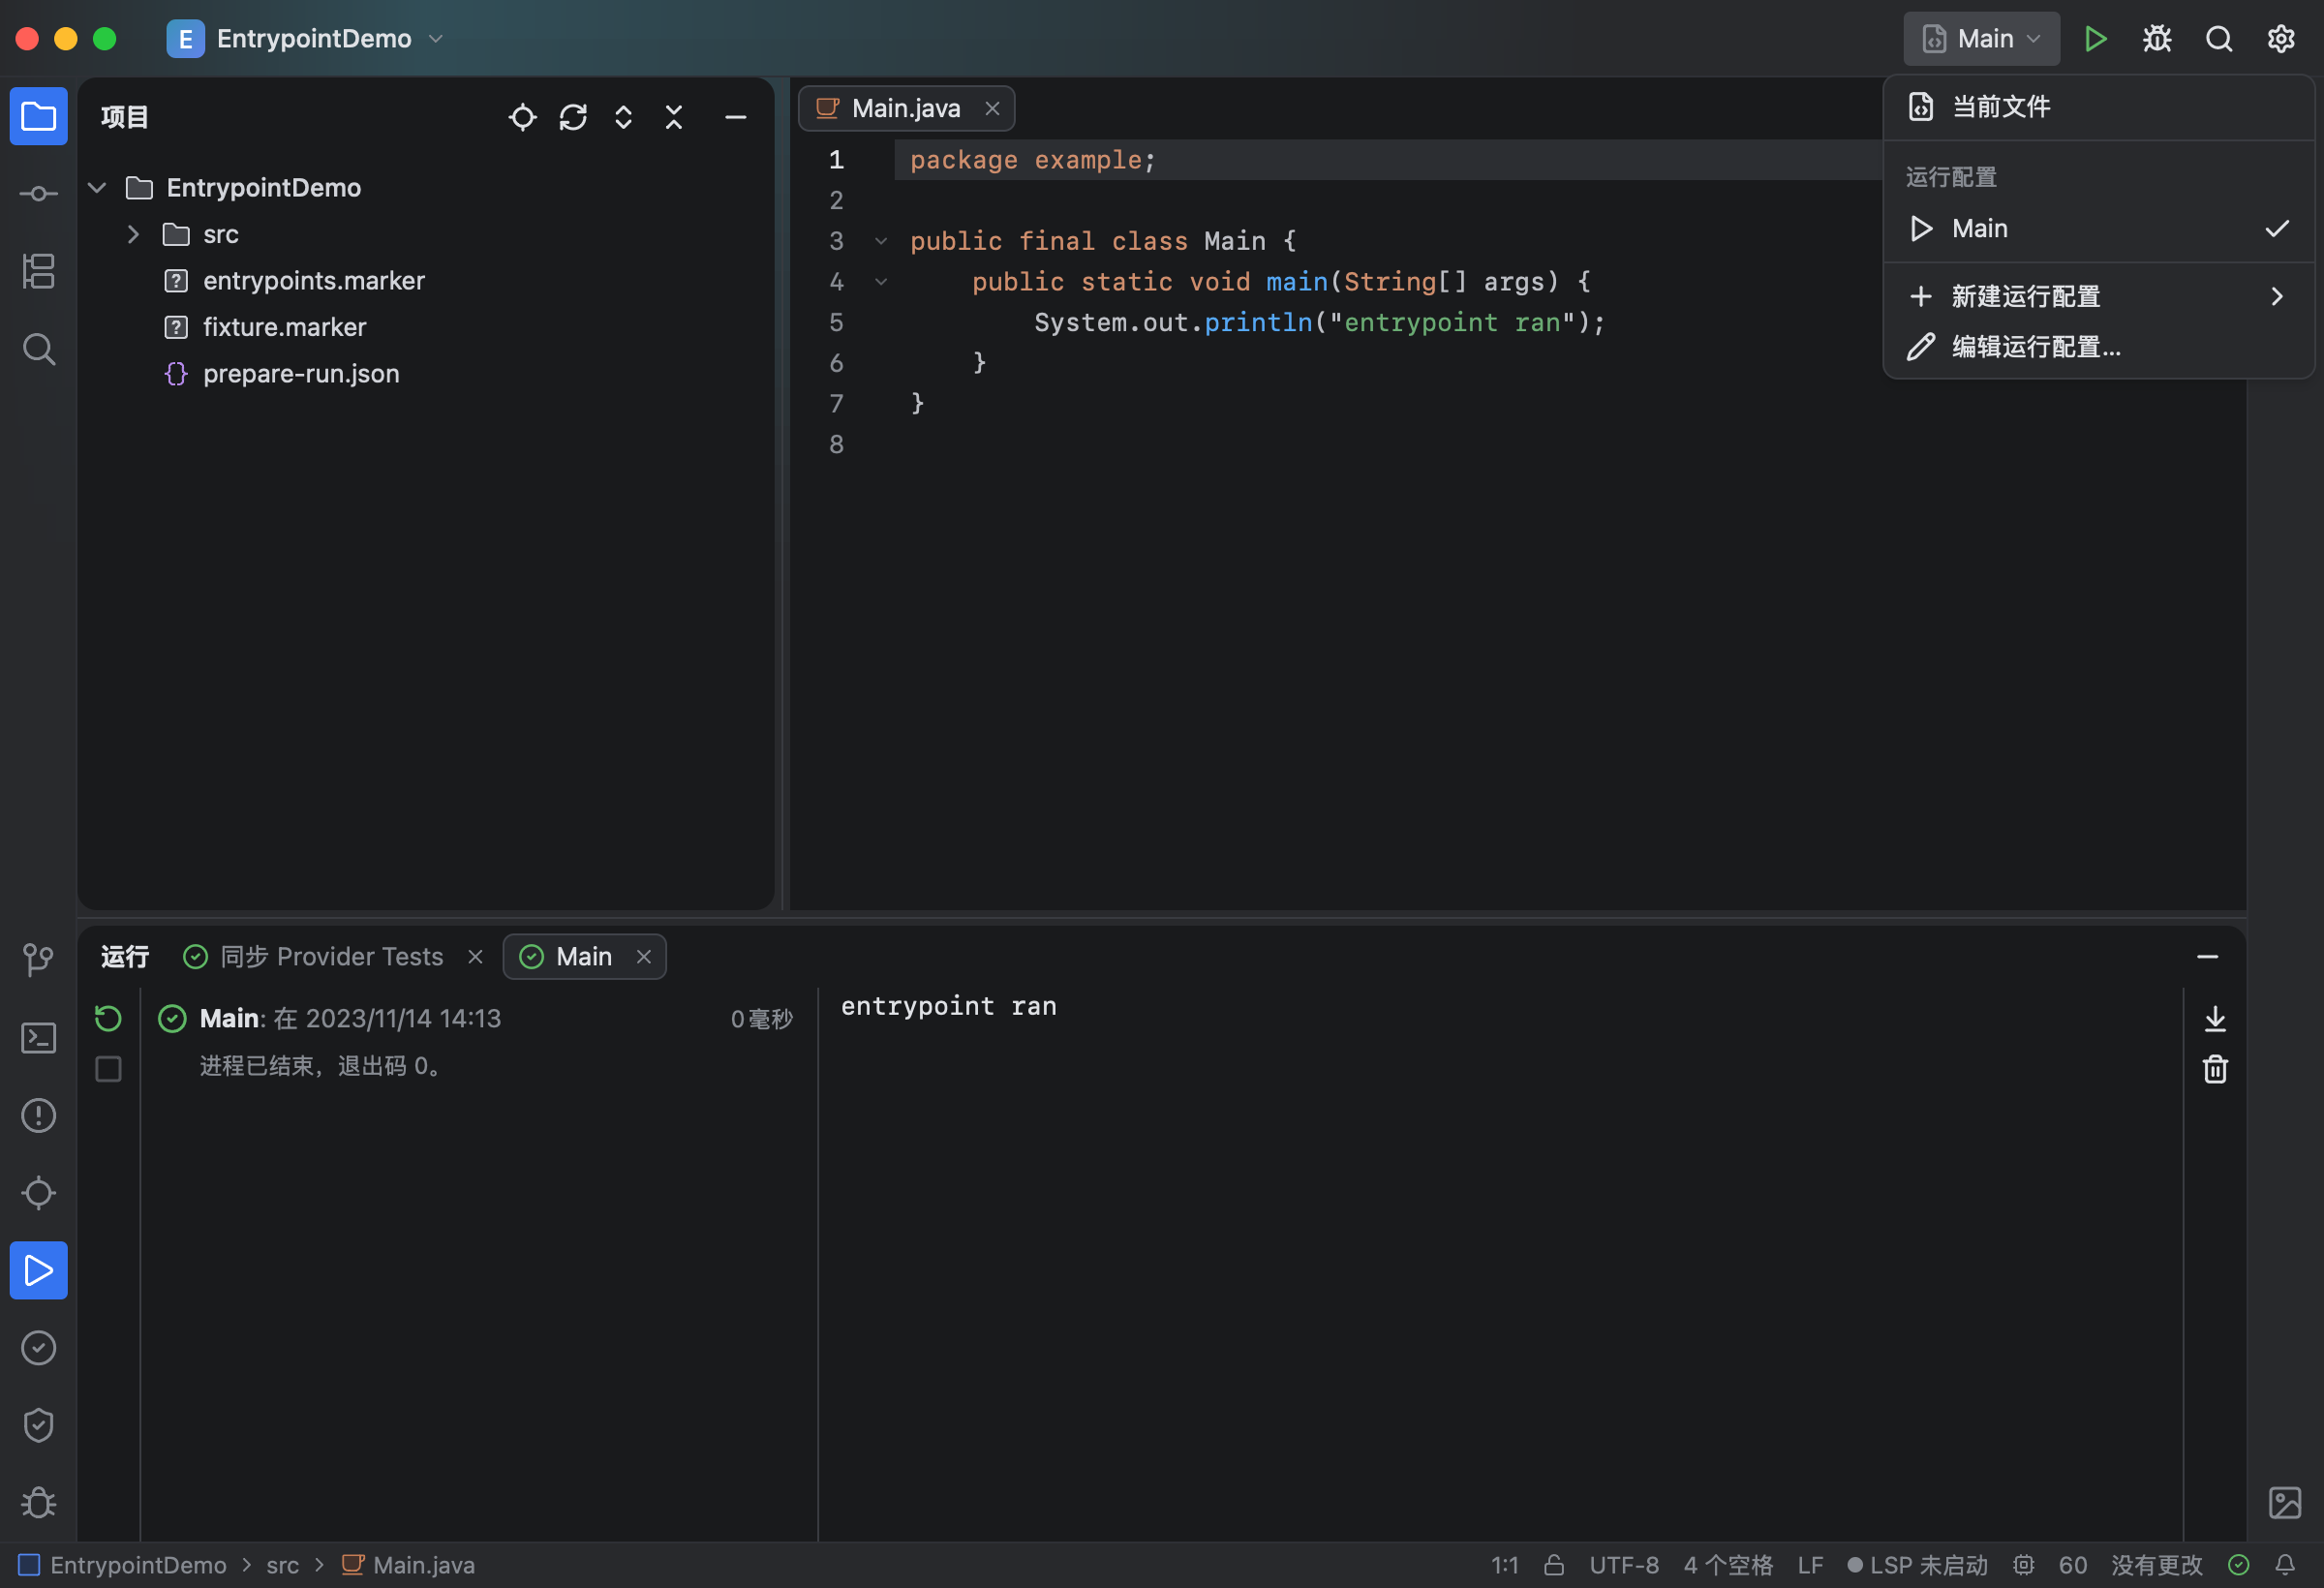 E EntrypointDemo
Main
项目
EntrypointDemo
src
entrypoints.marker
fixture.marker
prepare-run.json
Main.java
1 package example;
2
3 public final class Main {
4 public static void main(String[] args) {
5 System.out.println("entrypoint ran");
6 }
7 }
8
当前文件
运行配置
Main
新建运行配置
编辑运行配置...
运行
同步 Provider Tests
Main
Main: 在 2023/11/14 14:13 0 毫秒
进程已结束，退出码 0。
entrypoint ran
EntrypointDemo src Main.java
1:1 UTF-8 4 个空格 LF LSP 未启动 60 没有更改